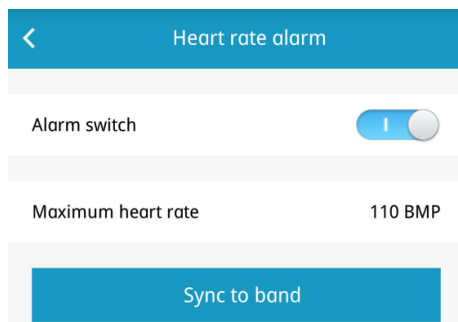 Heart rate alarm
Alarm switch
Maximum heart rate 110 BMP
Sync to band